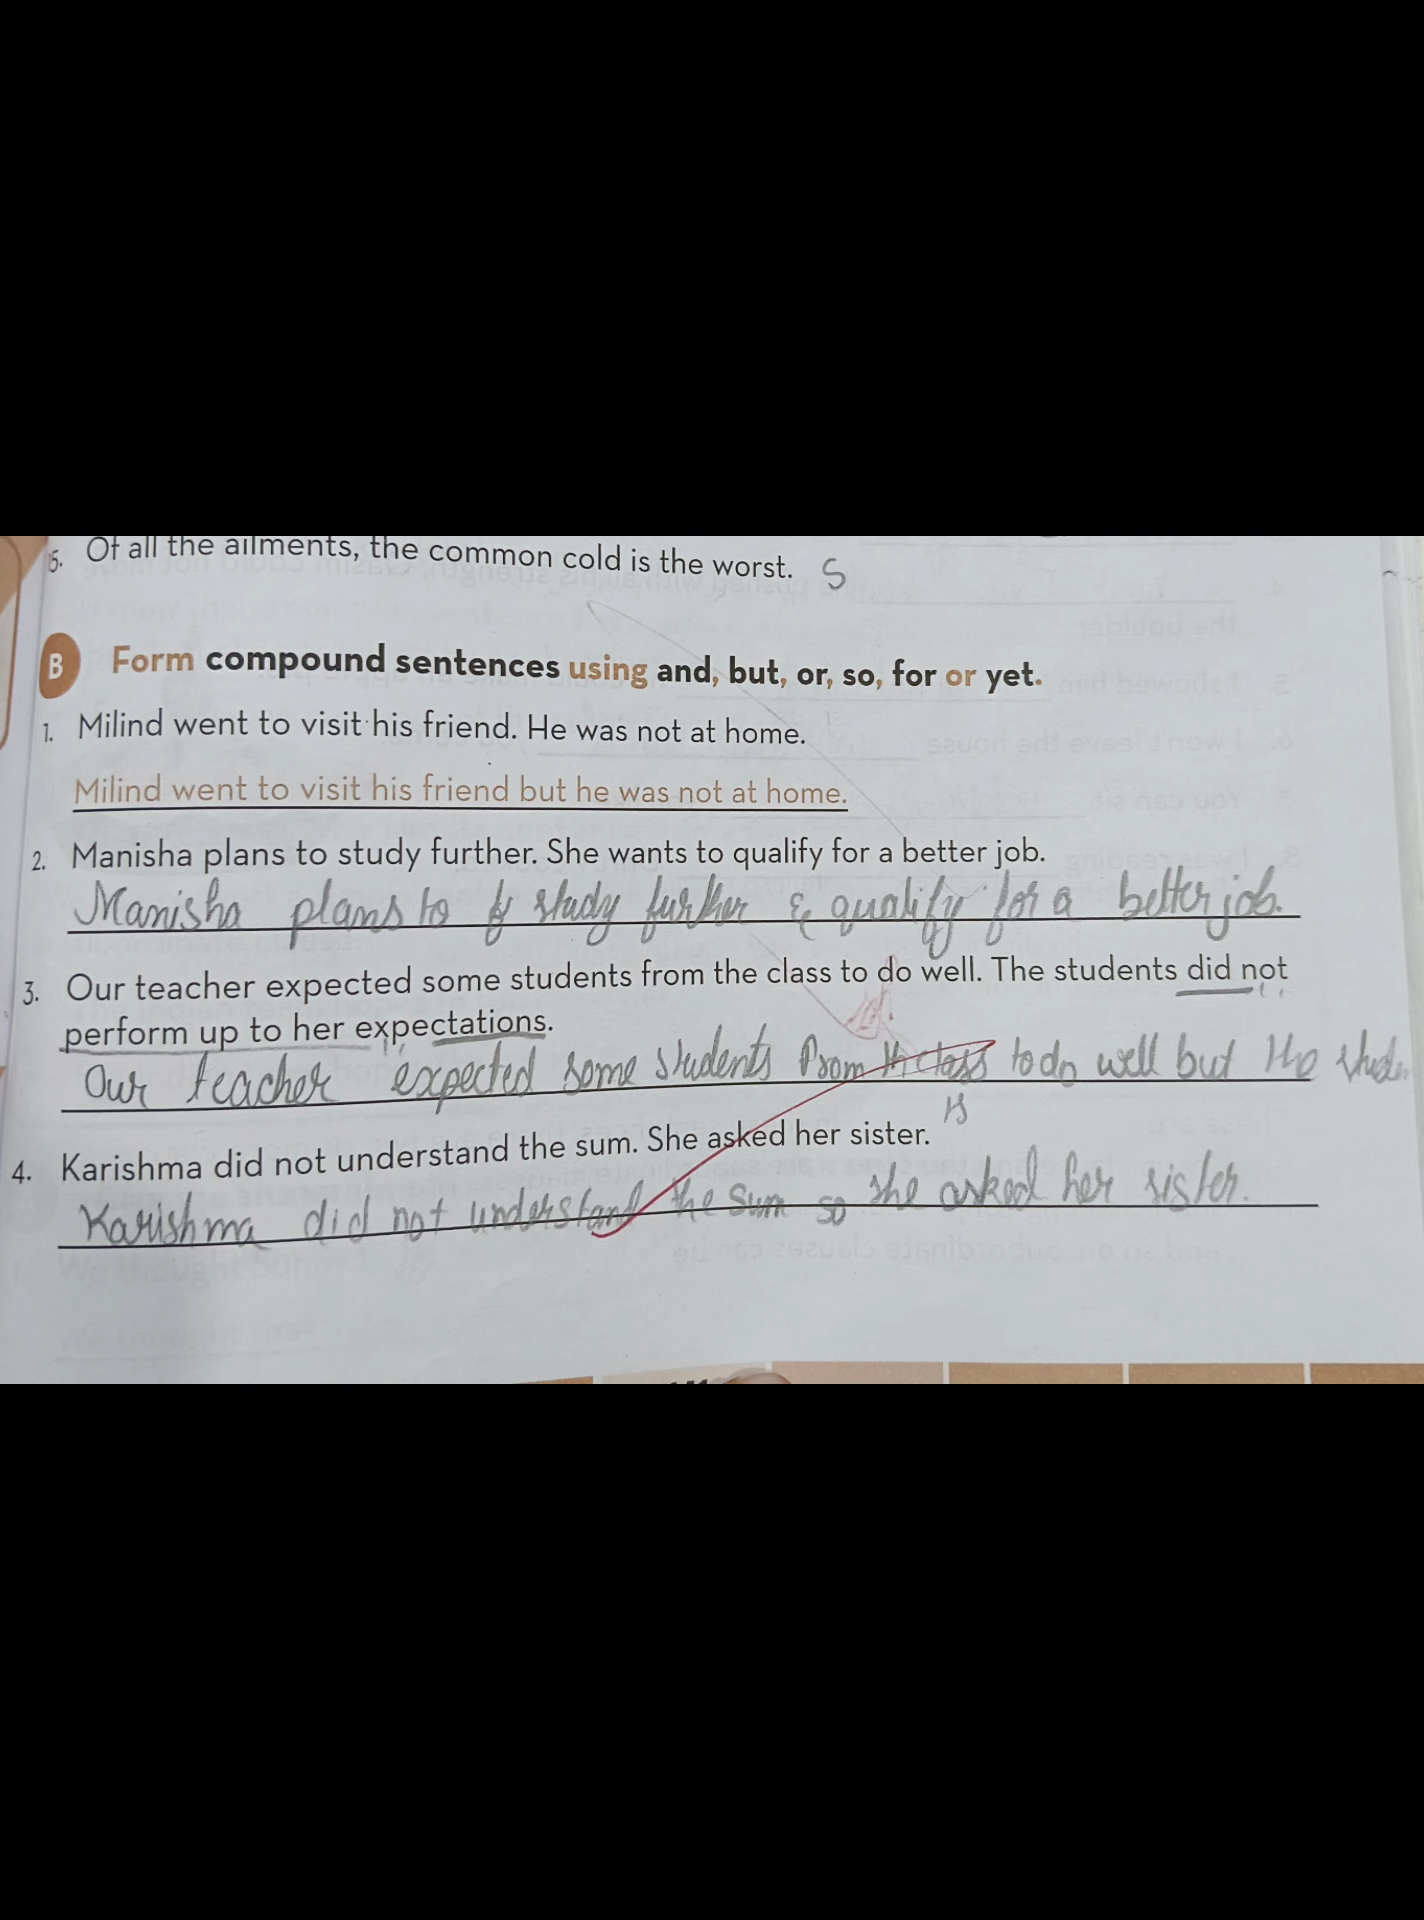 5. Of all the ailments, the common cold is the worst. S
B Form compound sentences using and, but, or, so, for or yet.
1. Milind went to visit his friend. He was not at home.
Milind went to visit his friend but he was not at home.
2. Manisha plans to study further. She wants to qualify for a better job.
Manisha plans to study further & qualify for a better job.
3. Our teacher expected some students from the class to do well. The students did not
perform up to her expectations.
Our teacher expected some students from th class to do well but the
4. Karishma did not understand the sum. She asked her sister.
Karishma did not understand the sum so she asked her sister.